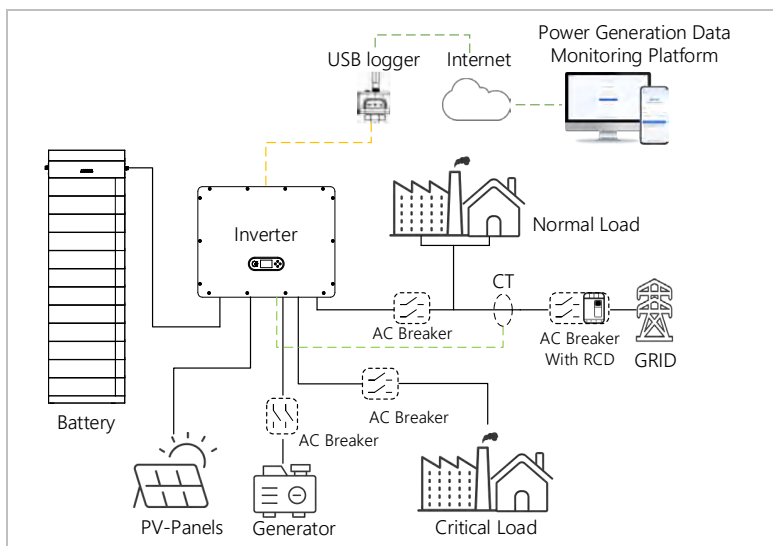 Power Generation Data
Monitoring Platform
USB logger
Internet
Inverter
Normal Load
CT
AC Breaker
AC Breaker
With RCD
GRID
Battery
AC Breaker
AC Breaker
PV-Panels
Generator
Critical Load